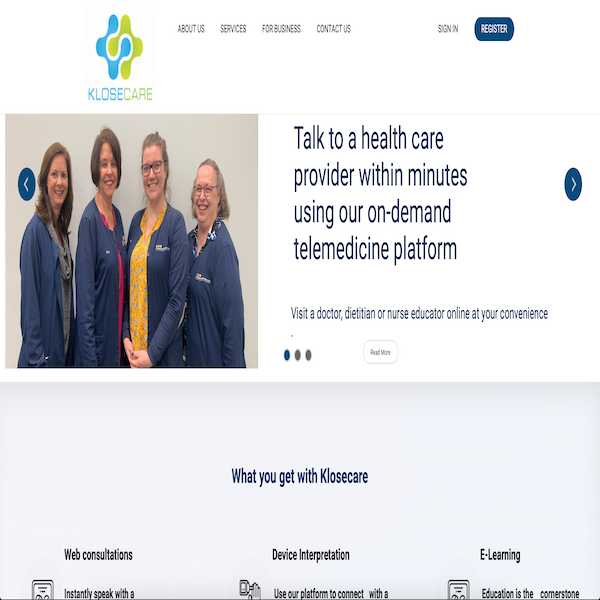 ABOUT US
SERVICES
FOR BUSINESS
CONTACT US
SIGN IN
REGISTER
KLOSECARE
Talk to a health care
provider within minutes
using our on-demand
telemedicine platform
Visit a doctor, dietitian or nurse educator online at your convenience
.
Read More
What you get with Klosecare
Web consultations
Device Interpretation
E-Learning
Instantly speak with a
Use our platform to connect with a
Education is the cornerstone